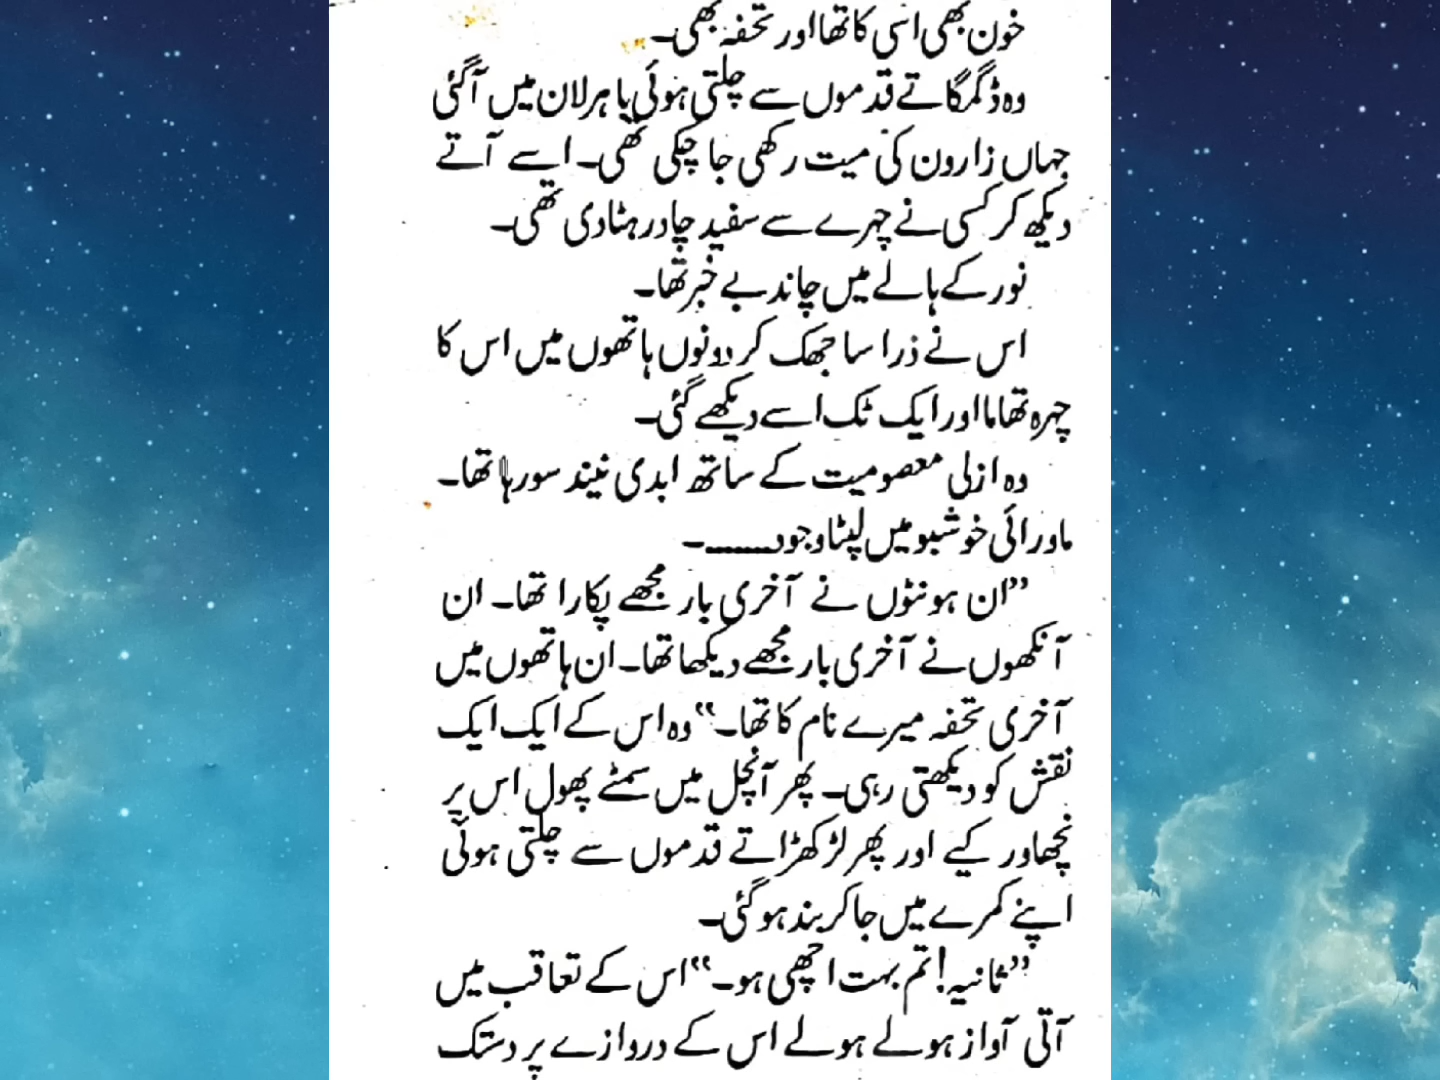 خون بھی اسی کا تھا اور تحفہ بھی۔
وہ ڈگمگاتے قدموں سے چلتی ہوئی باہر لان میں آگئی
جہاں زارون کی میت رکھی جا چکی تھی۔ اسے آتے
دیکھ کر کسی نے چہرے سے سفید چادر ہٹادی تھی۔
نور کے ہالے میں چاند بے خبر تھا۔
اس نے ذرا سا جھک کر دونوں ہاتھوں میں اس کا
چہرہ تھاما اور ایک ٹک اسے دیکھے گئی۔
وہ ازلی معصومیت کے ساتھ ابدی نیند سو رہا تھا۔
ماورائی خوشبو میں لپٹا وجود.......۔
”ان ہونٹوں نے آخری بار مجھے پکارا تھا۔ ان
آنکھوں نے آخری بار مجھے دیکھا تھا۔ ان ہاتھوں میں
آخری تحفہ میرے نام کا تھا۔“ وہ اس کے ایک ایک
نقش کو دیکھتی رہی۔ پھر آنچل میں سمٹے پھول اس پر
نچھاور کیے اور پھر لڑکھڑاتے قدموں سے چلتی ہوئی
اپنے کمرے میں جا کر بند ہوگئی۔
”ثانیہ! تم بہت اچھی ہو۔“ اس کے تعاقب میں
آتی آواز ہولے ہولے اس کے دروازے پر دستک